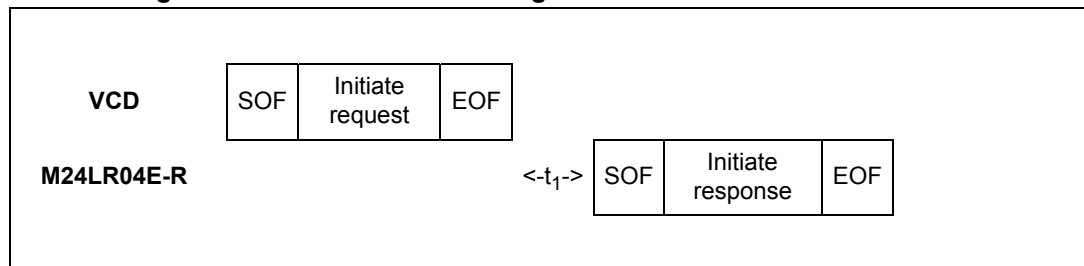 VCD
SOF
Initiate
request
EOF
M24LR04E-R
<-t₁->
SOF
Initiate
response
EOF